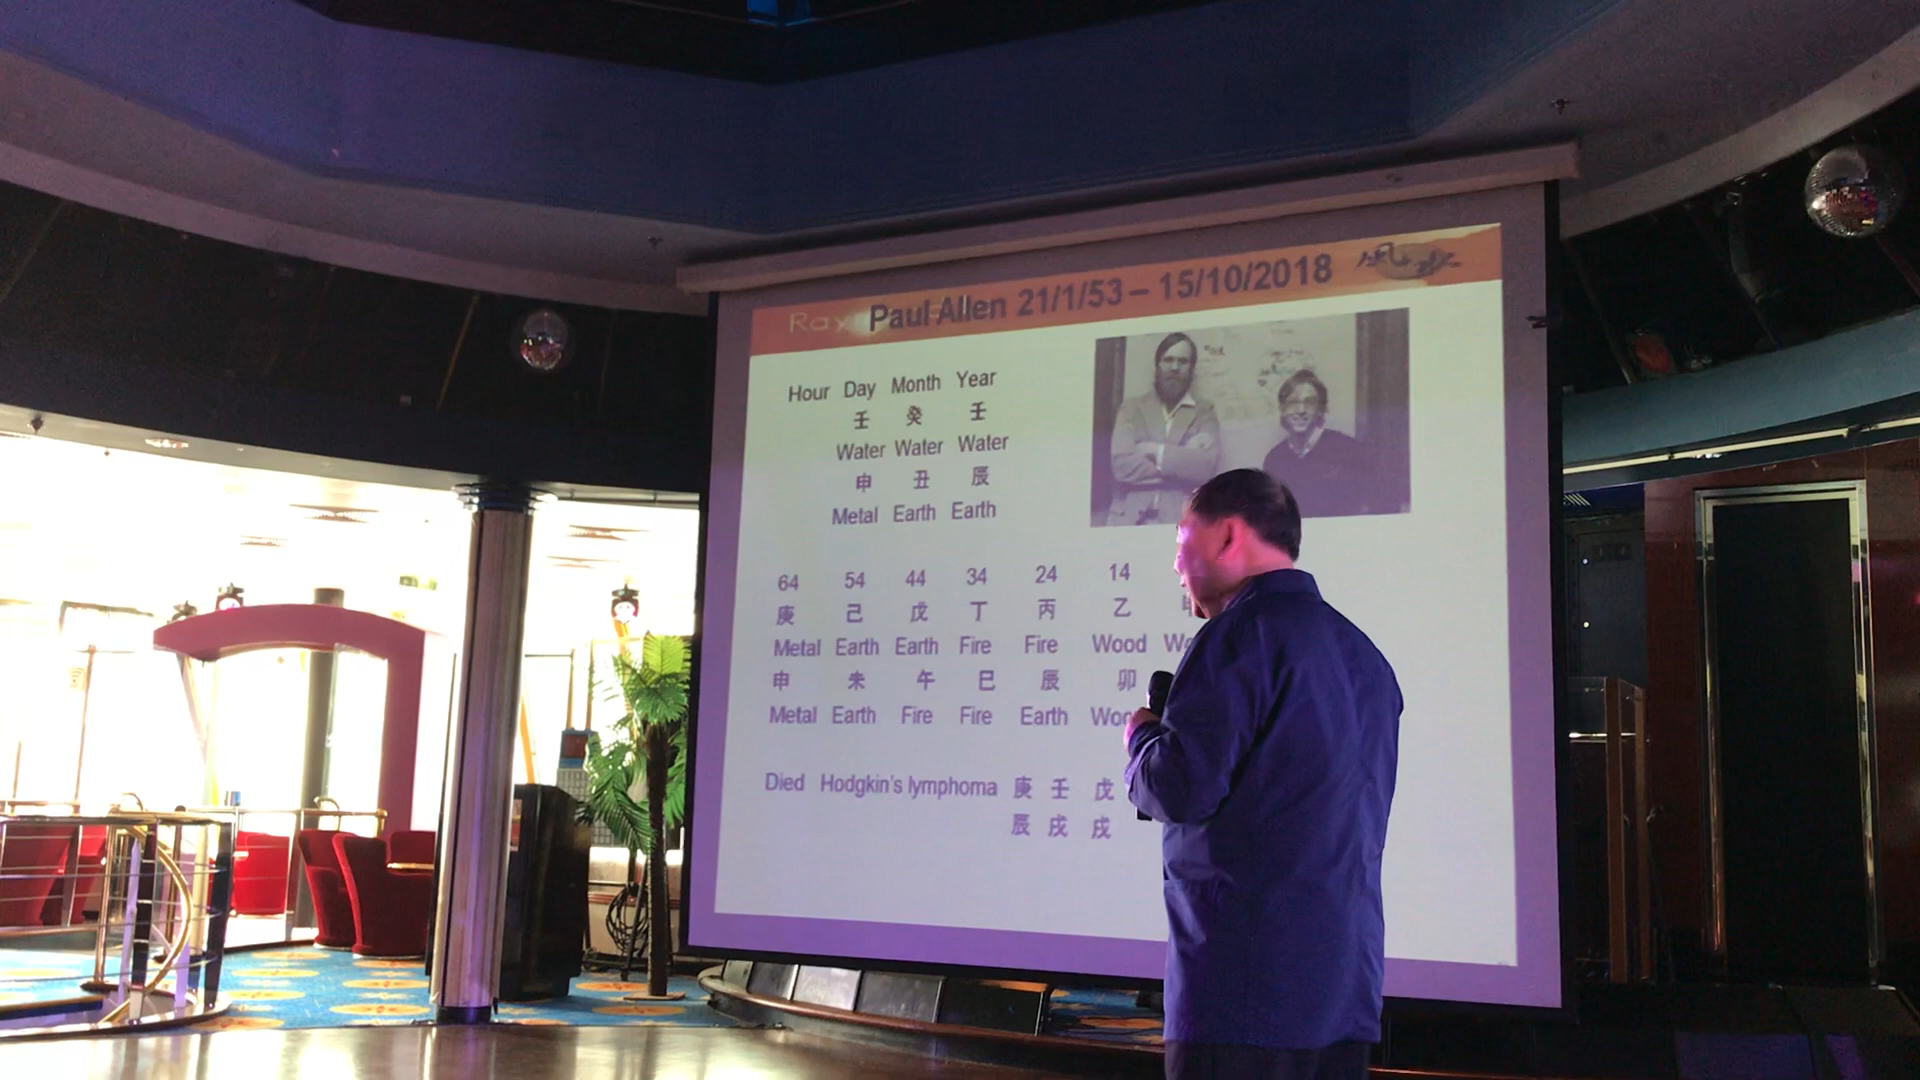 Paul Allen 21/1/53 – 15/10/2018
Ray
Hour Day Month Year
壬 癸 壬
Water Water Water
申 丑 辰
Metal Earth Earth
64 54 44 34 24 14
庚 己 戊 丁 丙 乙
Metal Earth Earth Fire Fire Wood
申 未 午 巳 辰 卯
Metal Earth Fire Fire Earth
Died Hodgkin's lymphoma 庚 壬 戊
辰 戌 戌